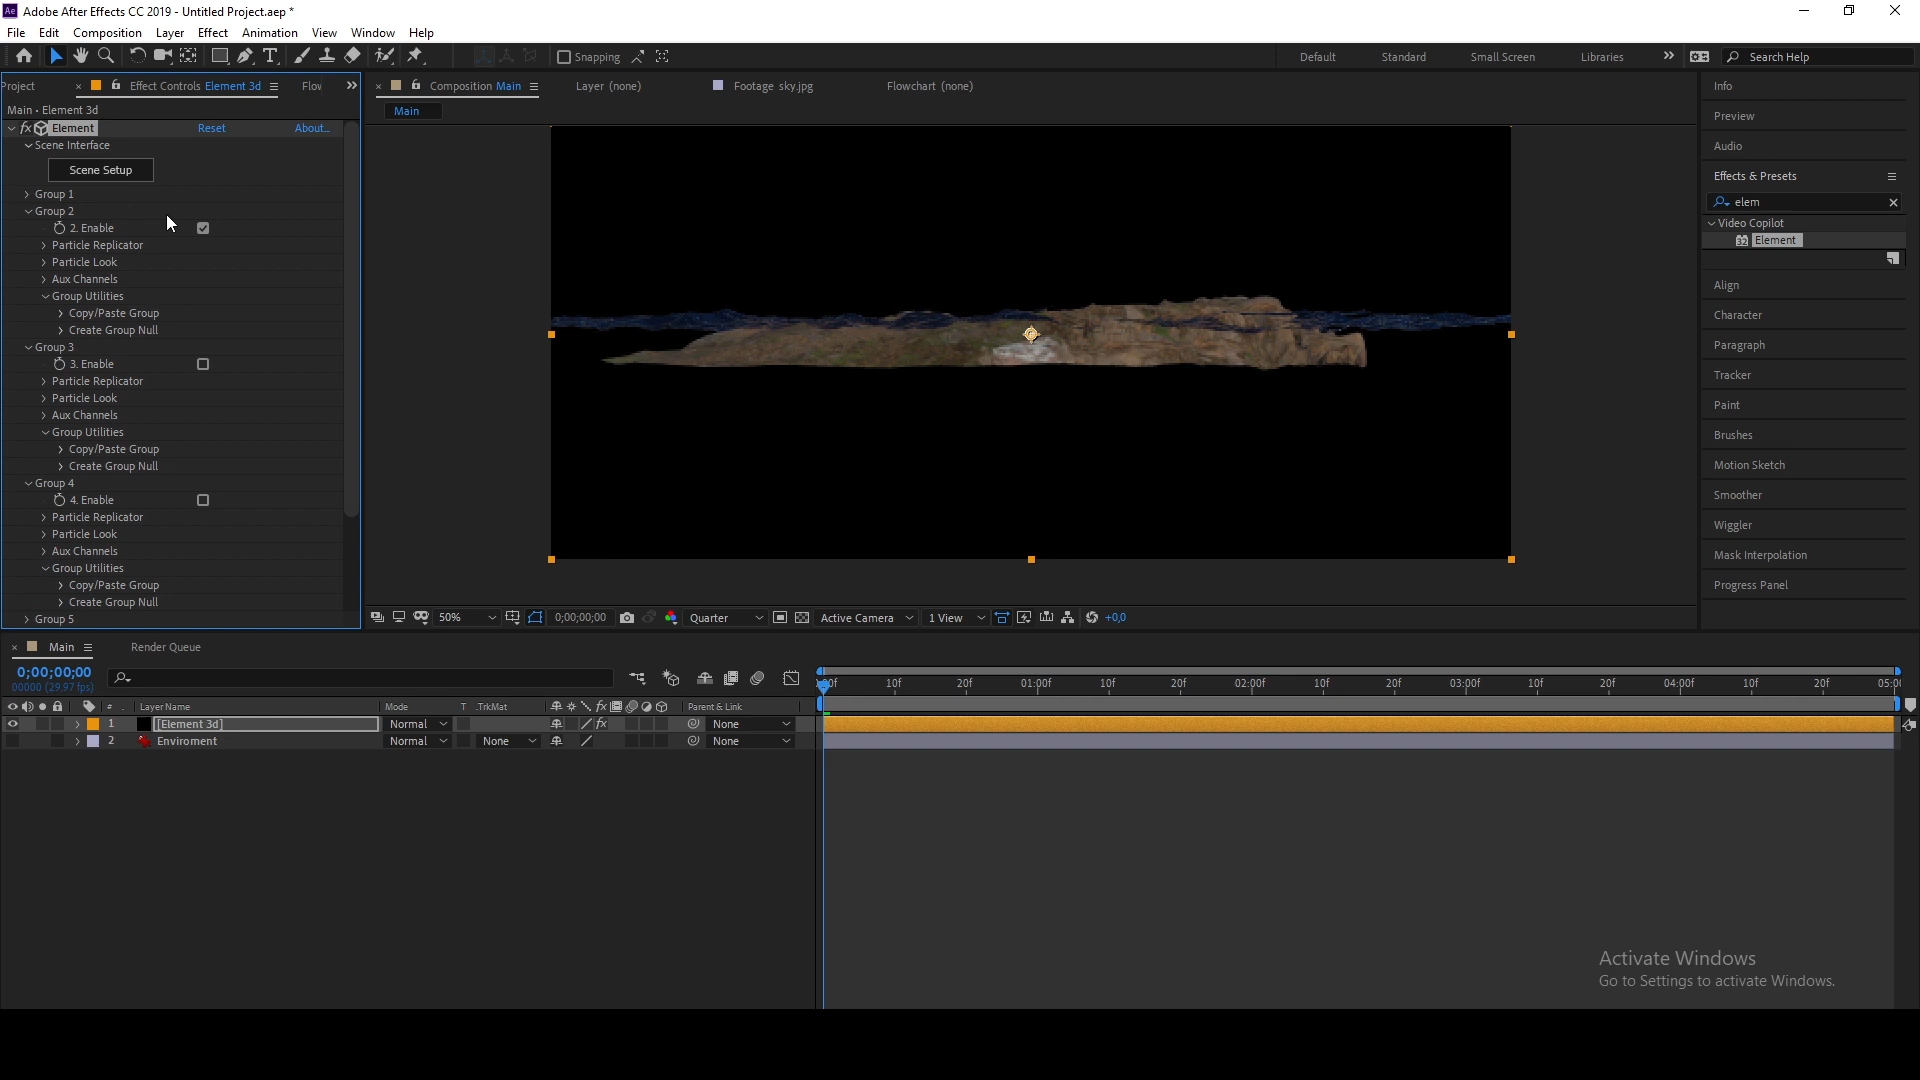 Ae Adobe After Effects CC 2019 - Untitled Project.aep *
File Edit Composition Layer Effect Animation View Window Help
Snapping
Default Standard Small Screen Libraries Search Help
Project Effect Controls Element 3d Flow
Main • Element 3d
fx Element Reset About...
Scene Interface
Scene Setup
Group 1
Group 2
2. Enable
Particle Replicator
Particle Look
Aux Channels
Group Utilities
Copy/Paste Group
Create Group Null
Group 3
3. Enable
Particle Replicator
Particle Look
Aux Channels
Group Utilities
Copy/Paste Group
Create Group Null
Group 4
4. Enable
Particle Replicator
Particle Look
Aux Channels
Group Utilities
Copy/Paste Group
Create Group Null
Group 5
Composition Main Layer (none) Footage sky.jpg Flowchart (none)
Main
50% 0;00;00;00 Quarter Active Camera 1 View +0,0
Info
Preview
Audio
Effects & Presets
elem
Video Copilot
32 Element
Align
Character
Paragraph
Tracker
Paint
Brushes
Motion Sketch
Smoother
Wiggler
Mask Interpolation
Progress Panel
Main Render Queue
0;00;00;00
00000 (29.97 fps)
# Layer Name Mode T .TrkMat fx Parent & Link
1 [Element 3d] Normal fx None
2 Enviroment Normal None None
10f 20f 01:00f 10f 20f 02:00f 10f 20f 03:00f 10f 20f 04:00f 10f 20f
Activate Windows
Go to Settings to activate Windows.